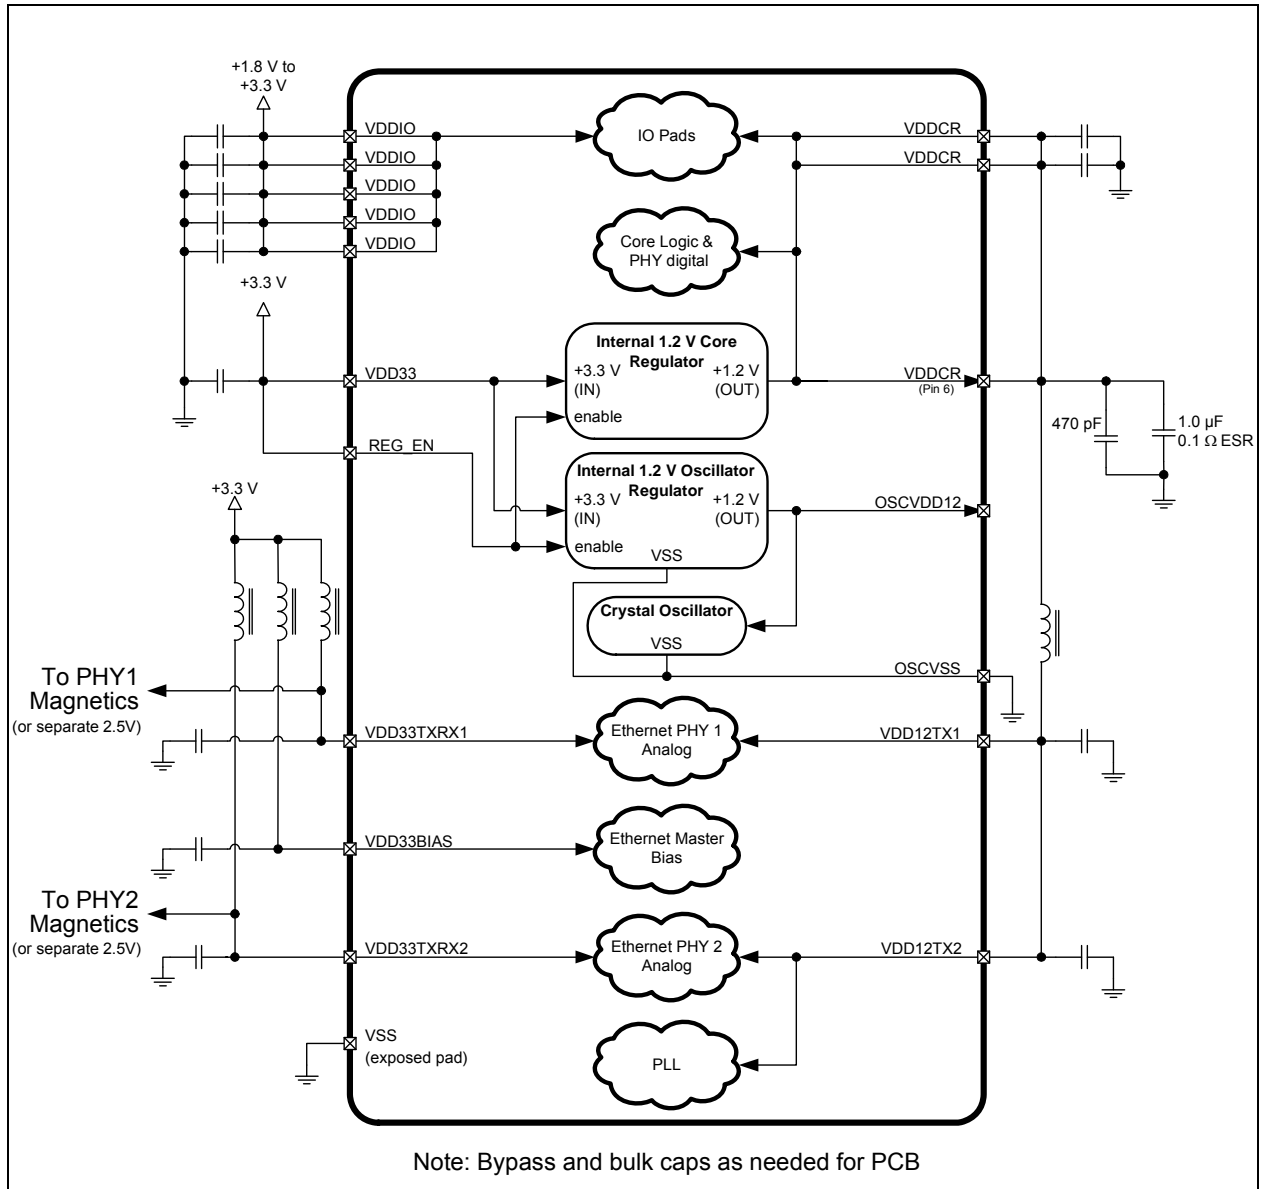 +1.8 V to
+3.3 V
VDDIO
VDDIO
VDDIO
VDDIO
VDDIO
IO Pads
VDDCR
VDDCR
Core Logic &
PHY digital
+3.3 V
VDD33
Internal 1.2 V Core
Regulator
+3.3 V
(IN)
+1.2 V
(OUT)
enable
VDDCR
(Pin 6)
470 pF
1.0 µF
0.1 Ω ESR
REG_EN
Internal 1.2 V Oscillator
Regulator
+3.3 V
(IN)
+1.2 V
(OUT)
enable
VSS
OSCVDD12
+3.3 V
Crystal Oscillator
VSS
OSCVSS
To PHY1
Magnetics
(or separate 2.5V)
VDD33TXRX1
Ethernet PHY 1
Analog
VDD12TX1
VDD33BIAS
Ethernet Master
Bias
To PHY2
Magnetics
(or separate 2.5V)
VDD33TXRX2
Ethernet PHY 2
Analog
VDD12TX2
VSS
(exposed pad)
PLL
Note: Bypass and bulk caps as needed for PCB